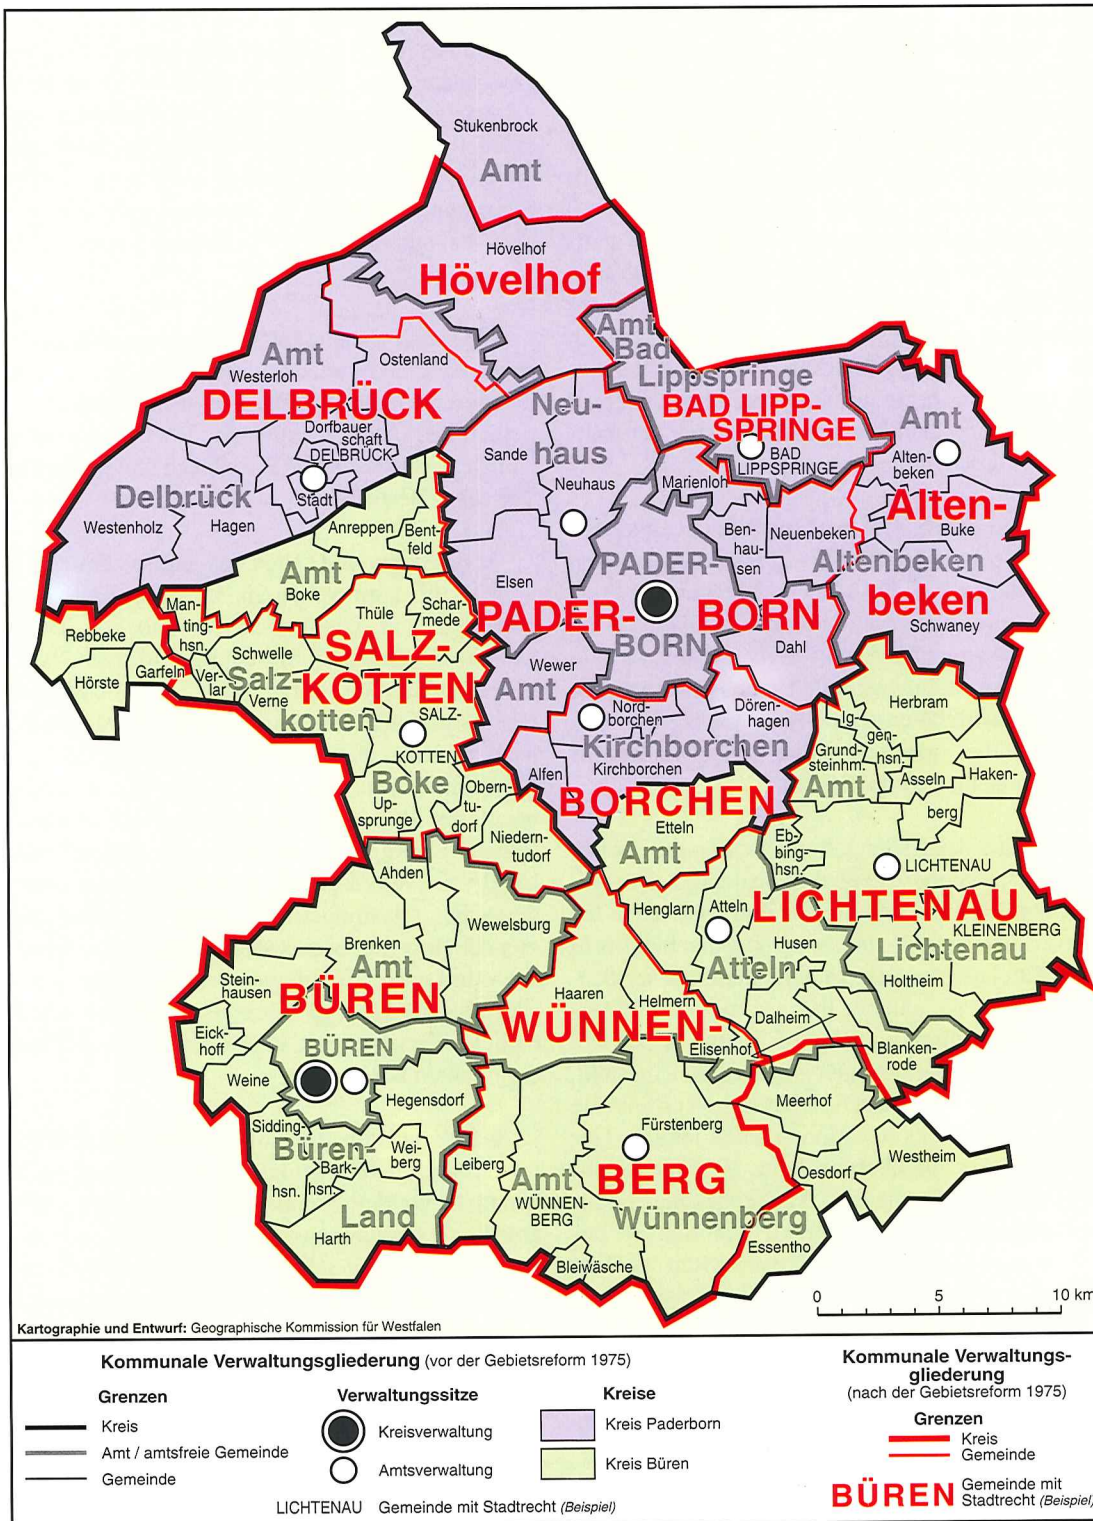 Stukenbrock
Amt
Hövelhof
Hövelhof
Amt
Bad
Lippspringe
Amt
Westerloh
Ostenland
DELBRÜCK
Dorfbauer
schaft
DELBRÜCK
Stadt
Delbrück
Westenholz
Hagen
Neu-
haus
Sande
Neuhaus
BAD LIPP-
SPRINGE
BAD
LIPPSPRINGE
Marienloh
Amt
Alten-
beken
Alten-
Buke
Altenbeken
beken
Schwaney
Ben-
hau-
sen
Neuenbeken
Anreppen
Bent-
feld
Amt
Boke
Elsen
PADER-
BORN
PADER-
BORN
Dahl
Man-
ting-
hsn.
Thüle
Schar-
mede
Rebbeke
Hörste
Garfeln
Schwelle
Ver-
lar
Verne
SALZ-
KOTTEN
Salz-
kotten
SALZ-
KOTTEN
Boke
Up-
sprunge
Obern-
tu-
dorf
Niedern-
tudorf
Wewer
Amt
Nord-
borchen
Kirchborchen
Kirchborchen
Dören-
hagen
Alfen
BORCHEN
Etteln
Amt
Herbram
Ig-
gen-
hsn.
Grund-
steinhm.
Amt
Asseln
Haken-
berg
Eb-
bing-
hsn.
LICHTENAU
LICHTENAU
KLEINENBERG
Lichtenau
Holtheim
Ahden
Wewelsburg
Brenken
Amt
Stein-
hausen
BÜREN
Eick-
hoff
BÜREN
Weine
Hegensdorf
Sidding-
hsn.
Büren-
Bark-
hsn.
Wei-
berg
Land
Harth
Henglarn
Atteln
Husen
Atteln
Haaren
Helmern
Dalheim
WÜNNEN-
Elisenhof
Blanken-
rode
Meerhof
Fürstenberg
Leiberg
Amt
WÜNNEN-
BERG
BERG
Wünnenberg
Oesdorf
Westheim
Essentho
Bleiwäsche
0 5 10 km
Kartographie und Entwurf: Geographische Kommission für Westfalen
Kommunale Verwaltungsgliederung (vor der Gebietsreform 1975)
Grenzen
Kreis
Amt / amtsfreie Gemeinde
Gemeinde
Verwaltungssitze
Kreisverwaltung
Amtsverwaltung
LICHTENAU Gemeinde mit Stadtrecht (Beispiel)
Kreise
Kreis Paderborn
Kreis Büren
Kommunale Verwaltungs-
gliederung
(nach der Gebietsreform 1975)
Grenzen
Kreis
Gemeinde
BÜREN Gemeinde mit
Stadtrecht (Beispiel)